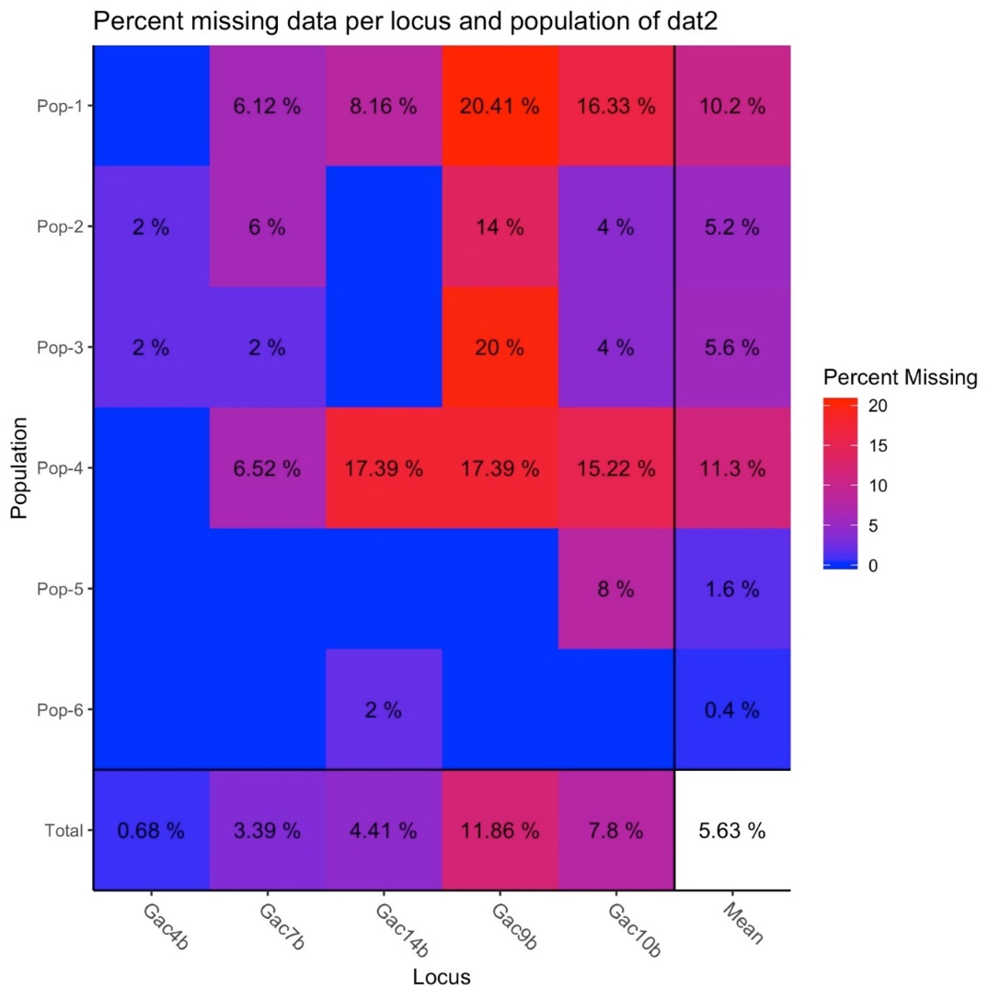 Percent missing data per locus and population of dat2
Pop-1 6.12 % 8.16 % 20.41 % 16.33 % 10.2 %
Pop-2 2 % 6 % 14 % 4 % 5.2 %
Pop-3 2 % 2 % 20 % 4 % 5.6 %
Pop-4 6.52 % 17.39 % 17.39 % 15.22 % 11.3 %
Pop-5 8 % 1.6 %
Pop-6 2 % 0.4 %
Total 0.68 % 3.39 % 4.41 % 11.86 % 7.8 % 5.63 %
Gac4b Gac7b Gac14b Gac9b Gac10b Mean
Locus
Population
Percent Missing
20
15
10
5
0